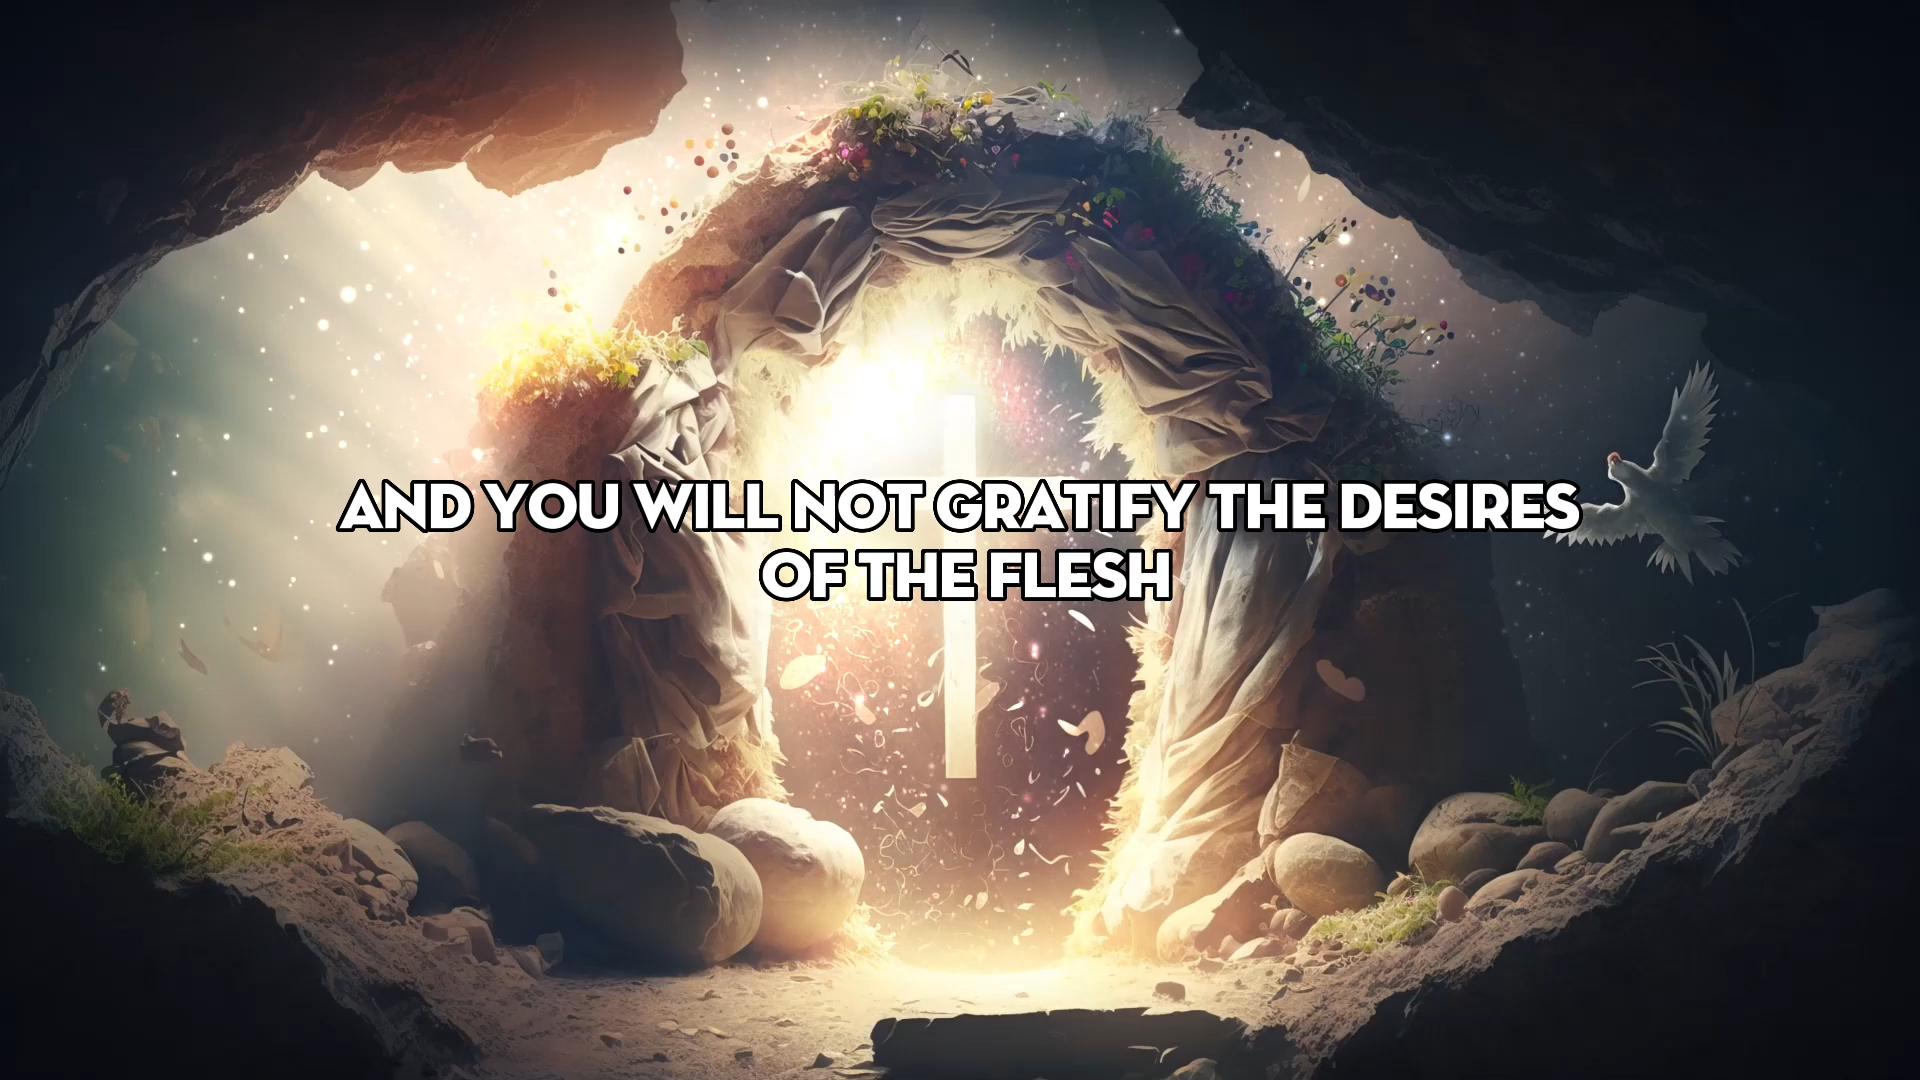 AND YOU WILL NOT GRATIFY THE DESIRES
OF THE FLESH